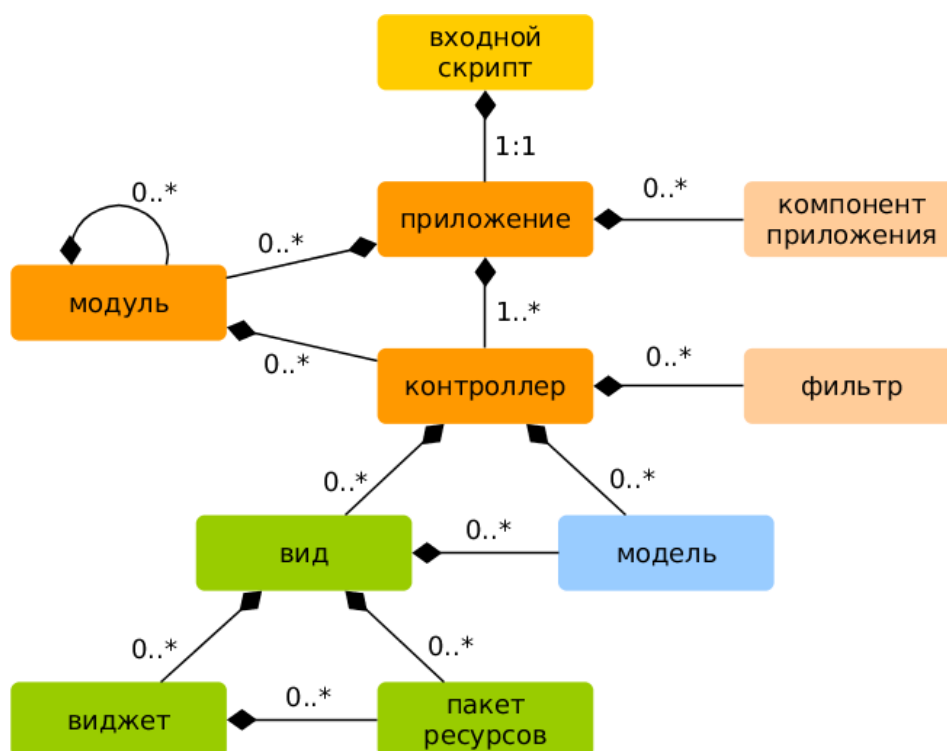 входной
скрипт
1:1
0..*
0..*
приложение
компонент
приложения
0..*
модуль
1..*
0..*
0..*
контроллер
фильтр
0..*
0..*
0..*
вид
модель
0..*
0..*
0..*
виджет
пакет
ресурсов